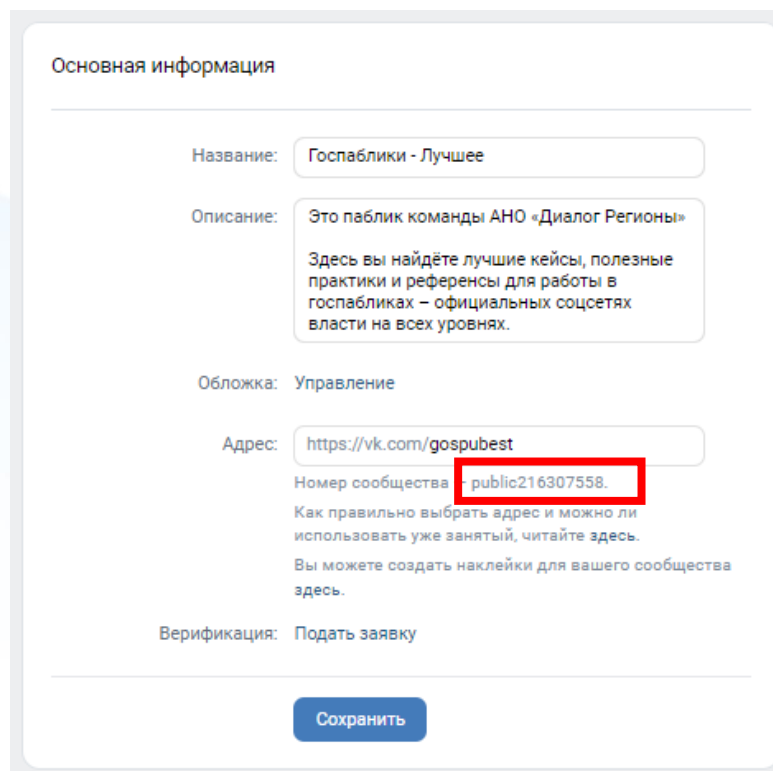 Основная информация
Название: Госпаблики - Лучшее
Описание: Это паблик команды АНО «Диалог Регионы»
Здесь вы найдёте лучшие кейсы, полезные
практики и референсы для работы в
госпабликах – официальных соцсетях
власти на всех уровнях.
Обложка: Управление
Адрес: https://vk.com/gospubest
Номер сообщества – public216307558.
Как правильно выбрать адрес и можно ли
использовать уже занятый, читайте здесь.
Вы можете создать наклейки для вашего сообщества
здесь.
Верификация: Подать заявку
Сохранить